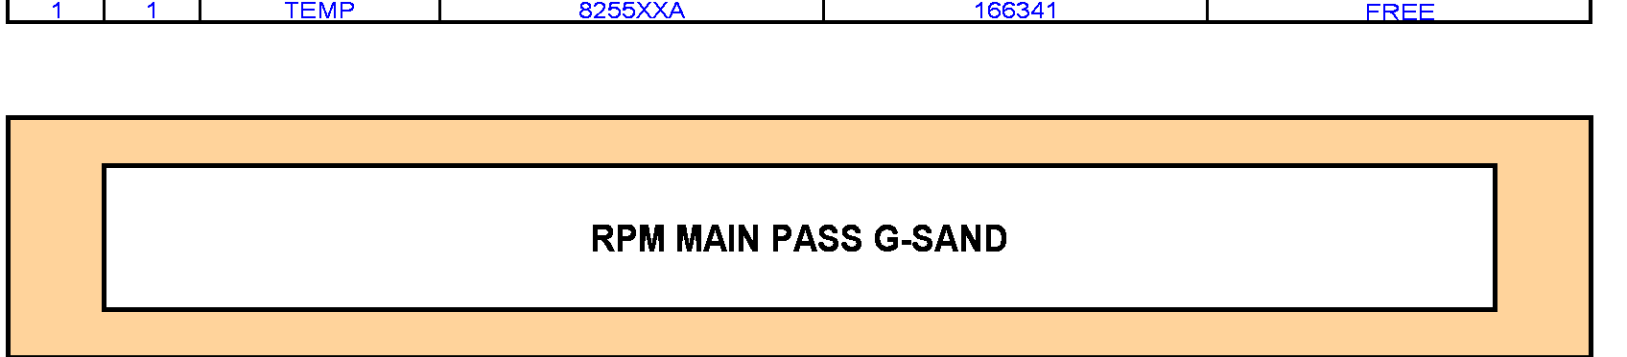 1 1 TEMP 8255XXA 166341 FREE
RPM MAIN PASS G-SAND